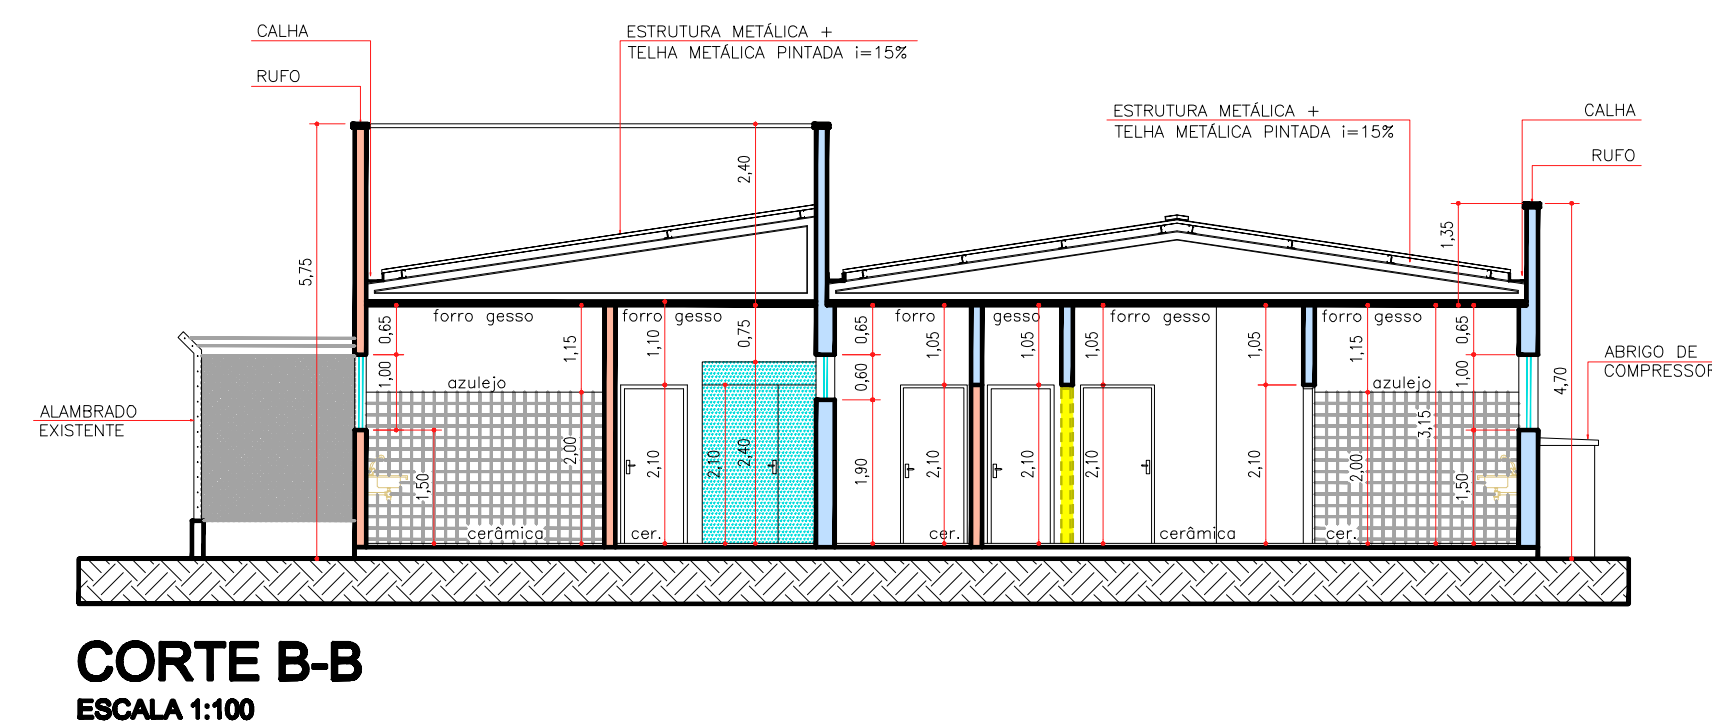 CALHA
ESTRUTURA METÁLICA +
TELHA METÁLICA PINTADA i=15%
RUFO
ESTRUTURA METÁLICA +
TELHA METÁLICA PINTADA i=15%
CALHA
RUFO
2,40
5,75
1,35
forro gesso
forro gesso
forro
gesso
forro gesso
forro gesso
0,65
1,15
1,10
0,75
0,65
1,05
1,05
1,05
1,05
1,15
0,65
1,00
0,60
1,00
4,70
ABRIGO DE
COMPRESSOR
azulejo
azulejo
ALAMBRADO
EXISTENTE
3,15
2,00
2,40
1,50
2,10
2,10
1,90
2,10
2,10
2,10
2,10
2,00
1,50
cerâmica
cer.
cer.
cerâmica
cer.
CORTE B-B
ESCALA 1:100